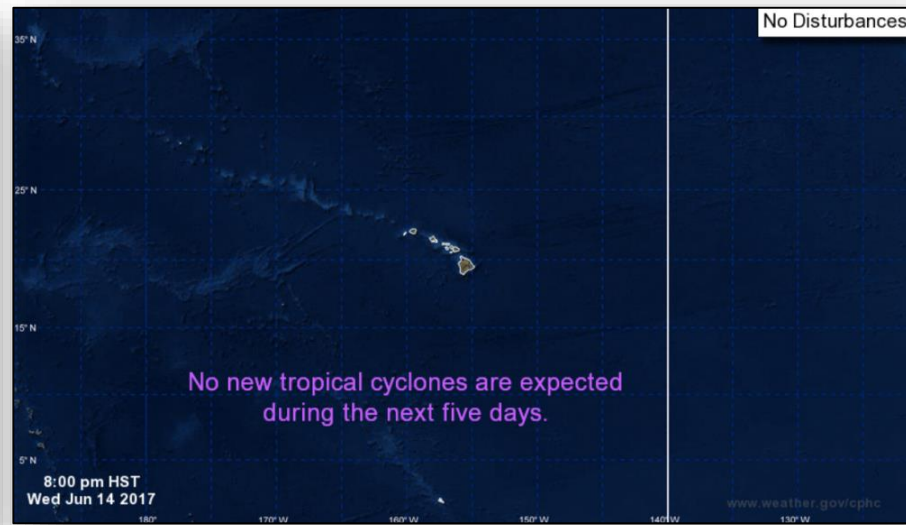 No Disturbances
35° N
25° N
15° N
No new tropical cyclones are expected
during the next five days.
5° N
8:00 pm HST
Wed Jun 14 2017
www.weather.gov/cphc
180° 170° W 160° W 150° W 140° W 130° W